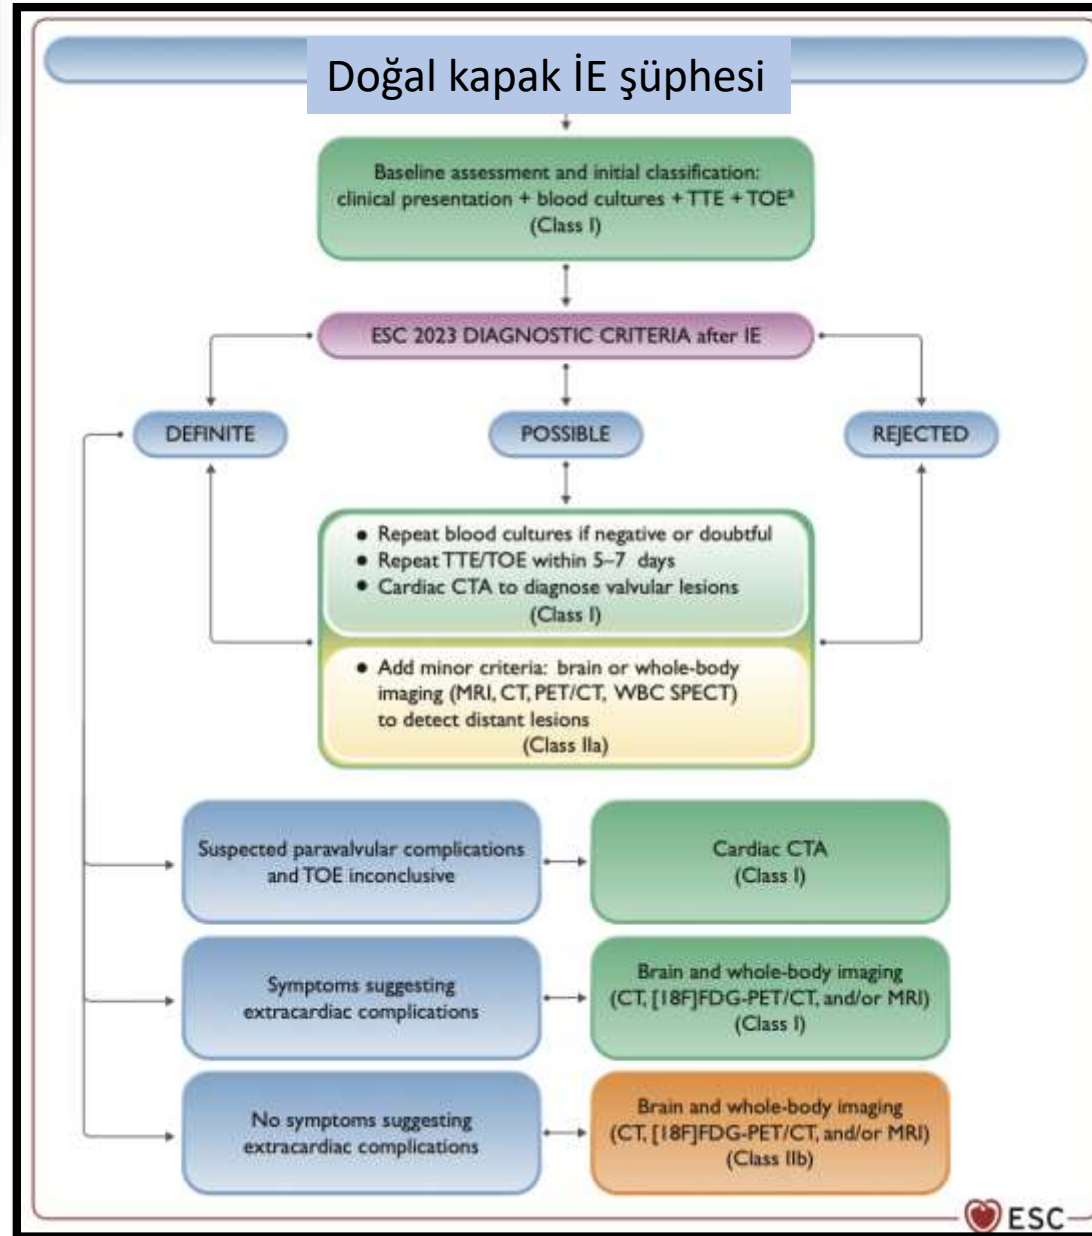 Doğal kapak İE şüphesi
Baseline assessment and initial classification:
clinical presentation + blood cultures + TTE + TOEª
(Class I)
ESC 2023 DIAGNOSTIC CRITERIA after IE
DEFINITE
POSSIBLE
REJECTED
• Repeat blood cultures if negative or doubtful
• Repeat TTE/TOE within 5–7 days
• Cardiac CTA to diagnose valvular lesions
(Class I)
• Add minor criteria: brain or whole-body
imaging (MRI, CT, PET/CT, WBC SPECT)
to detect distant lesions
(Class IIa)
Suspected paravalvular complications
and TOE inconclusive
Cardiac CTA
(Class I)
Symptoms suggesting
extracardiac complications
Brain and whole-body imaging
(CT, [18F]FDG-PET/CT, and/or MRI)
(Class I)
No symptoms suggesting
extracardiac complications
Brain and whole-body imaging
(CT, [18F]FDG-PET/CT, and/or MRI)
(Class IIb)
ESC